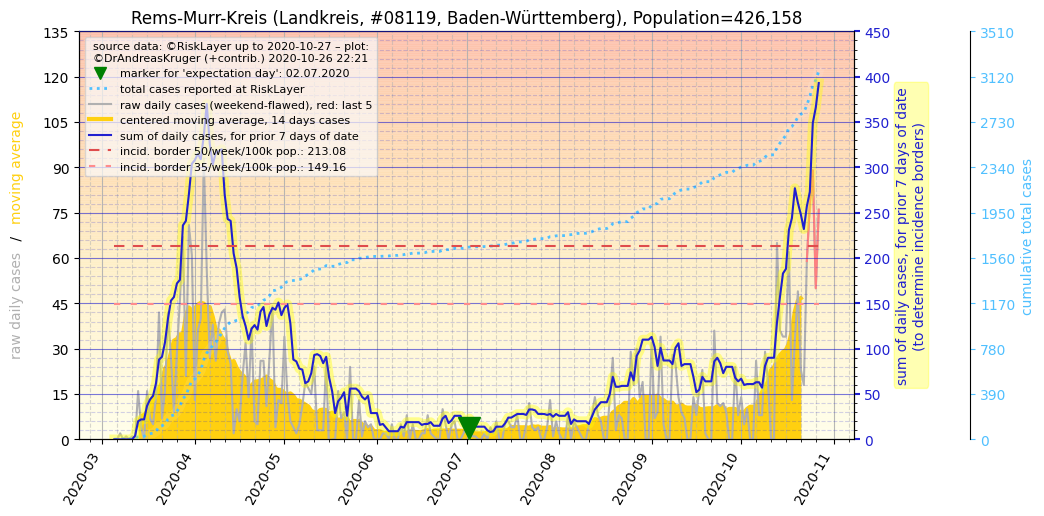 Rems-Murr-Kreis (Landkreis, #08119, Baden-Württemberg), Population=426,158
source data: ©RiskLayer up to 2020-10-27 – plot:
©DrAndreasKruger (+contrib.) 2020-10-26 22:21
marker for 'expectation day': 02.07.2020
total cases reported at RiskLayer
raw daily cases (weekend-flawed), red: last 5
centered moving average, 14 days cases
sum of daily cases, for prior 7 days of date
incid. border 50/week/100k pop.: 213.08
incid. border 35/week/100k pop.: 149.16
raw daily cases / moving average
135
120
105
90
75
60
45
30
15
0
2020-03
2020-04
2020-05
2020-06
2020-07
2020-08
2020-09
2020-10
2020-11
450
400
350
300
250
200
150
100
50
0
sum of daily cases, for prior 7 days of date
(to determine incidence borders)
3510
3120
2730
2340
1950
1560
1170
780
390
0
cumulative total cases